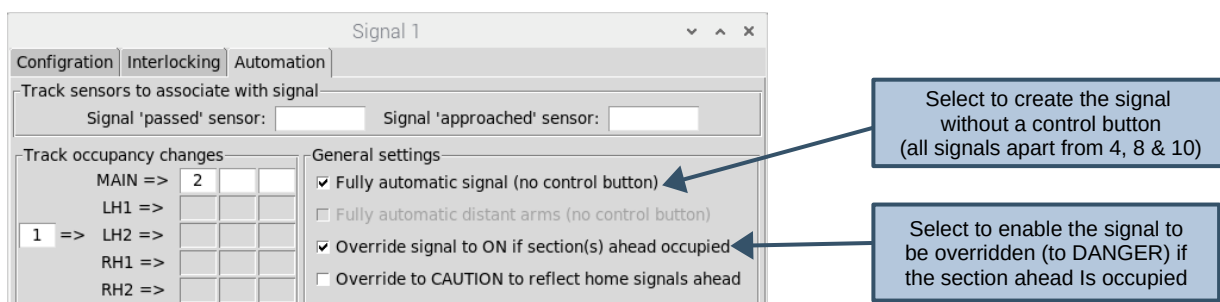 Signal 1
Configration Interlocking Automation
Track sensors to associate with signal
Signal 'passed' sensor: Signal 'approached' sensor:
Track occupancy changes
MAIN => 2
LH1 =>
1 => LH2 =>
RH1 =>
RH2 =>
General settings
Fully automatic signal (no control button)
Fully automatic distant arms (no control button)
Override signal to ON if section(s) ahead occupied
Override to CAUTION to reflect home signals ahead
Select to create the signal
without a control button
(all signals apart from 4, 8 & 10)
Select to enable the signal to
be overridden (to DANGER) if
the section ahead Is occupied